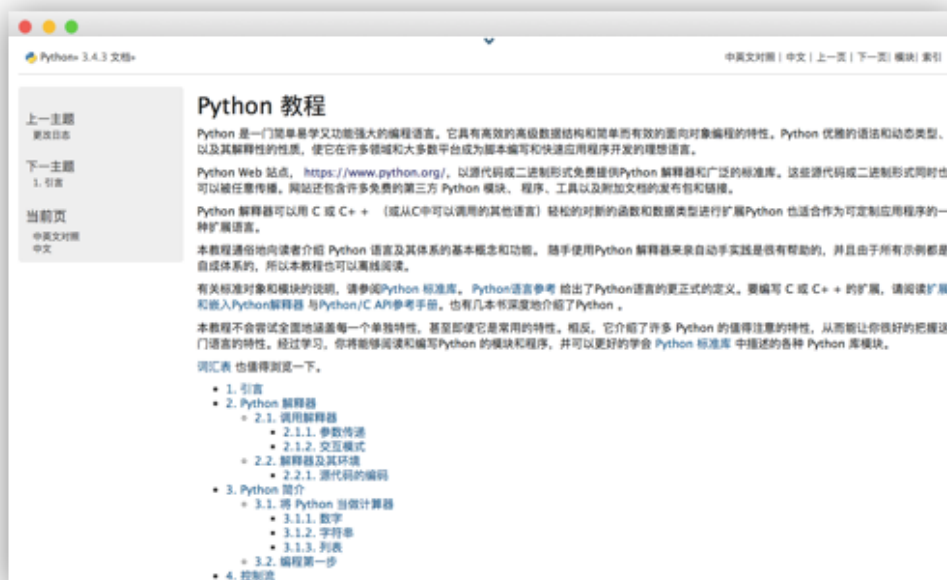 Python» 3.4.3 文档»
中英文对照 | 中文 | 上一页 | 下一页| 模块| 索引
上一主题
更改日志
下一主题
1. 引言
当前页
中英文对照
中文
Python 教程
Python 是一门简单易学又功能强大的编程语言。它具有高效的高级数据结构和简单而有效的面向对象编程的特性。Python 优雅的语法和动态类型、
以及其解释性的性质，使它在许多领域和大多数平台成为脚本编写和快速应用程序开发的理想语言。
Python Web 站点， https://www.python.org/，以源代码或二进制形式免费提供Python 解释器和广泛的标准库。这些源代码或二进制形式同时也
可以被任意传播。网站还包含许多免费的第三方 Python 模块、 程序、工具以及附加文档的发布包和链接。
Python 解释器可以用 C 或 C+ + （或从C中可以调用的其他语言）轻松的对新的函数和数据类型进行扩展Python 也适合作为可定制应用程序的一
种扩展语言。
本教程通俗地向读者介绍 Python 语言及其体系的基本概念和功能。 随手使用Python 解释器来亲自动手实践是很有帮助的，并且由于所有示例都是
自成体系的，所以本教程也可以离线阅读。
有关标准对象和模块的说明，请参阅Python 标准库。 Python语言参考 给出了Python语言的更正式的定义。要编写 C 或 C+ + 的扩展，请阅读扩展
和嵌入Python解释器 与Python/C API参考手册。也有几本书深度地介绍了Python 。
本教程不会尝试全面地涵盖每一个单独特性，甚至即使它是常用的特性。相反，它介绍了许多 Python 的值得注意的特性，从而能让你很好的把握这
门语言的特性。经过学习，你将能够阅读和编写Python 的模块和程序，并可以更好的学会 Python 标准库 中描述的各种 Python 库模块。
词汇表 也值得浏览一下。
1. 引言
2. Python 解释器
2.1. 调用解释器
2.1.1. 参数传递
2.1.2. 交互模式
2.2. 解释器及其环境
2.2.1. 源代码的编码
3. Python 简介
3.1. 将 Python 当做计算器
3.1.1. 数字
3.1.2. 字符串
3.1.3. 列表
3.2. 编程第一步
4. 控制流